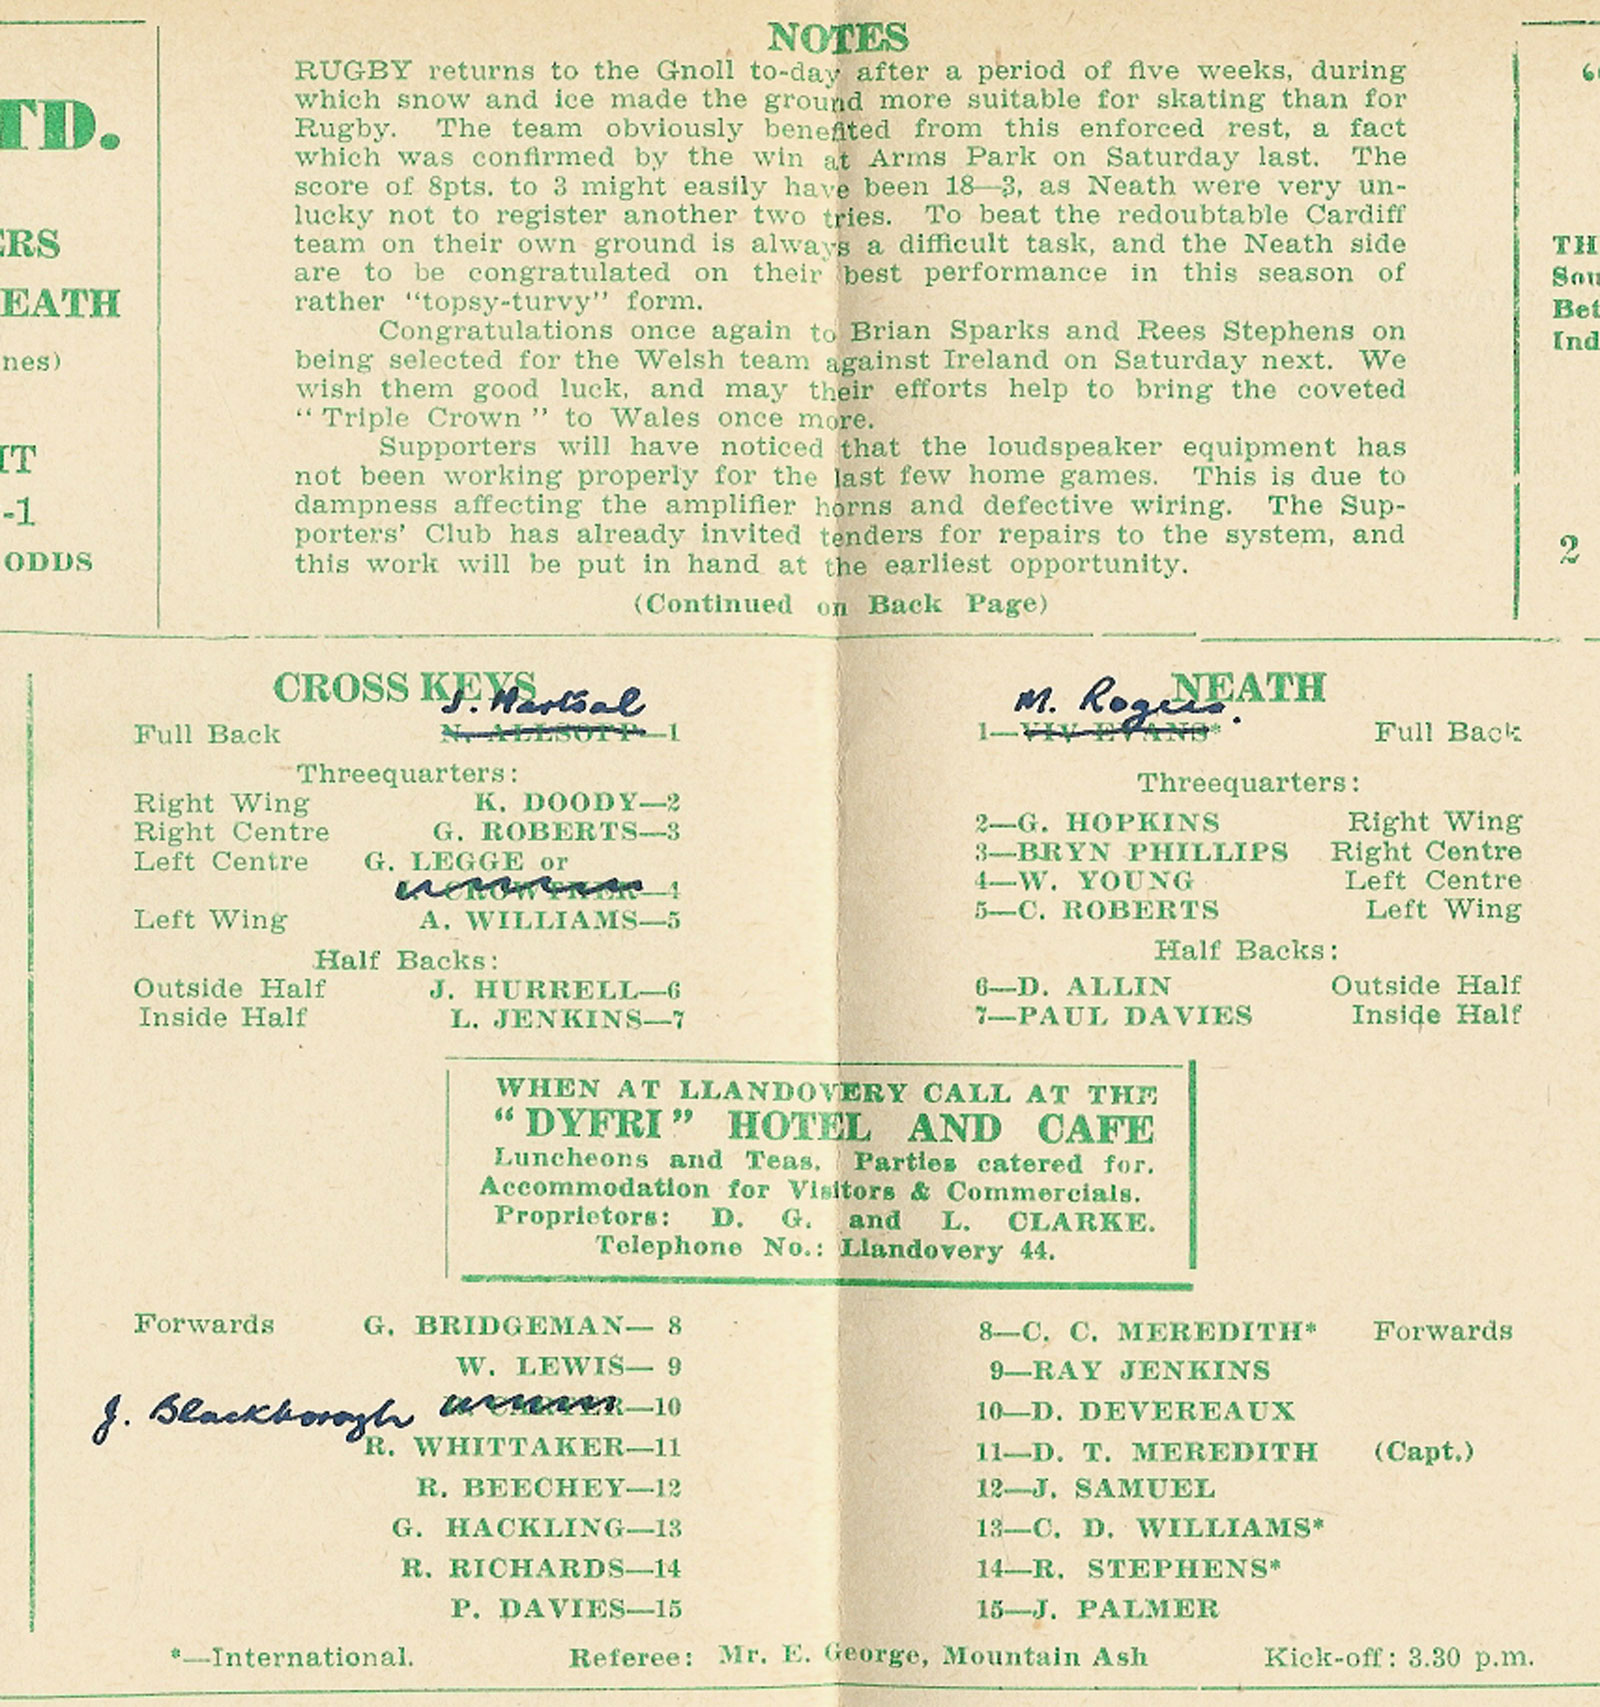 NOTES
RUGBY returns to the Gnoll to-day after a period of five weeks, during
which snow and ice made the ground more suitable for skating than for
Rugby. The team obviously benefited from this enforced rest, a fact
which was confirmed by the win at Arms Park on Saturday last. The
score of 8pts. to 3 might easily have been 18—3, as Neath were very un-
lucky not to register another two tries. To beat the redoubtable Cardiff
team on their own ground is always a difficult task, and the Neath side
are to be congratulated on their best performance in this season of
rather "topsy-turvy" form.
Congratulations once again to Brian Sparks and Rees Stephens on
being selected for the Welsh team against Ireland on Saturday next. We
wish them good luck, and may their efforts help to bring the coveted
"Triple Crown" to Wales once more.
Supporters will have noticed that the loudspeaker equipment has
not been working properly for the last few home games. This is due to
dampness affecting the amplifier horns and defective wiring. The Sup-
porters' Club has already invited tenders for repairs to the system, and
this work will be put in hand at the earliest opportunity.
(Continued on Back Page)
TD.
ERS
EATH
nes)
IT
-1
ODDS
TH
Sou
Bet
Ind
2
CROSS KEYS
Full Back N. ALLSOPP—1
Threequarters:
Right Wing K. DOODY—2
Right Centre G. ROBERTS—3
Left Centre G. LEGGE or
CROWTHER—4
Left Wing A. WILLIAMS—5
Half Backs:
Outside Half J. HURRELL—6
Inside Half L. JENKINS—7
NEATH
M. Rogers.
1—VIV EVANS* Full Back
Threequarters:
2—G. HOPKINS Right Wing
3—BRYN PHILLIPS Right Centre
4—W. YOUNG Left Centre
5—C. ROBERTS Left Wing
Half Backs:
6—D. ALLIN Outside Half
7—PAUL DAVIES Inside Half
WHEN AT LLANDOVERY CALL AT THE
"DYFRI" HOTEL AND CAFE
Luncheons and Teas. Parties catered for.
Accommodation for Visitors & Commercials.
Proprietors: D. G. and L. CLARKE.
Telephone No.: Llandovery 44.
Forwards G. BRIDGEMAN— 8
W. LEWIS— 9
J. Blackborogh CARTER—10
R. WHITTAKER—11
R. BEECHEY—12
G. HACKLING—13
R. RICHARDS—14
P. DAVIES—15
8—C. C. MEREDITH* Forwards
9—RAY JENKINS
10—D. DEVEREAUX
11—D. T. MEREDITH (Capt.)
12—J. SAMUEL
13—C. D. WILLIAMS*
14—R. STEPHENS*
15—J. PALMER
*—International. Referee: Mr. E. George, Mountain Ash Kick-off: 3.30 p.m.